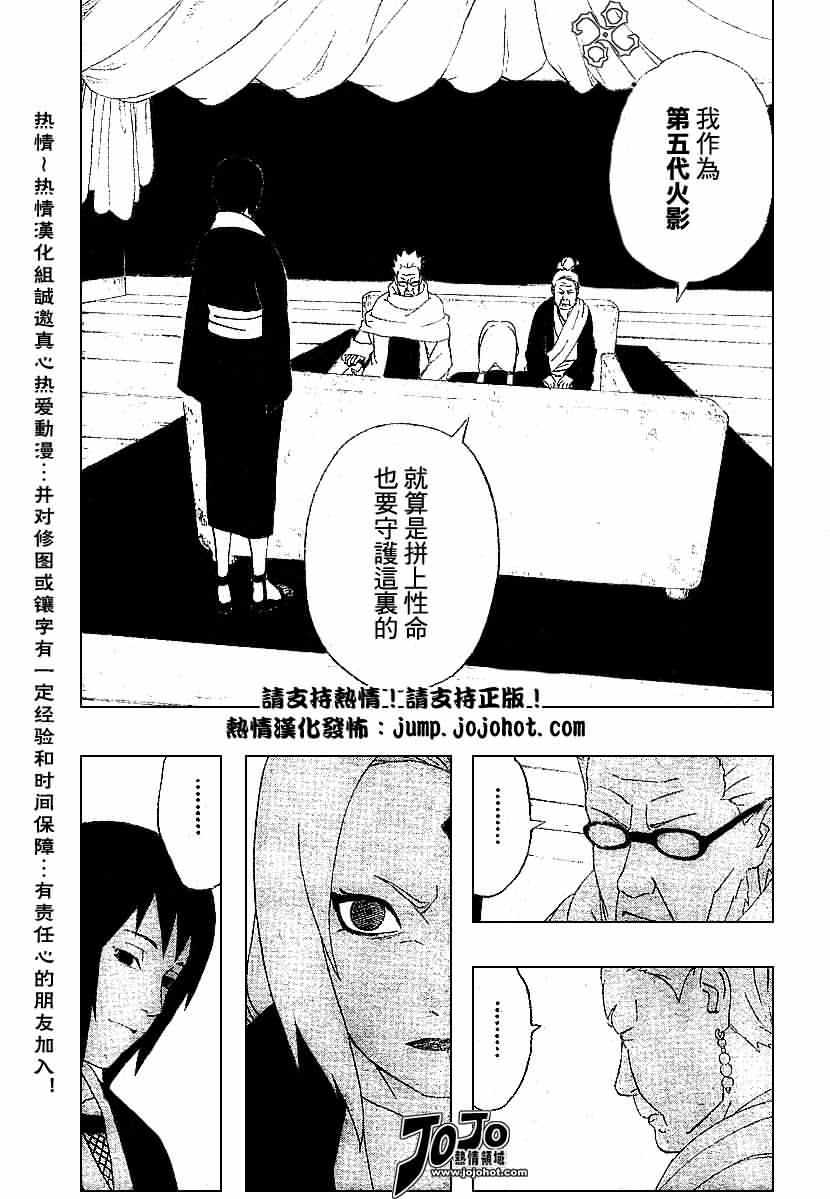 我作為
第五代火影
就算是拼上性命
也要守護這裏的
請支持熱情！請支持正版！
熱情漢化發佈：jump.jojohot.com
………
………
………
热情～热情漢化組誠邀真心热爱動漫…并对修图或镶字有一定经验和时间保障…有责任心的朋友加入！
JOJO
熱情領域
www.jojohot.com